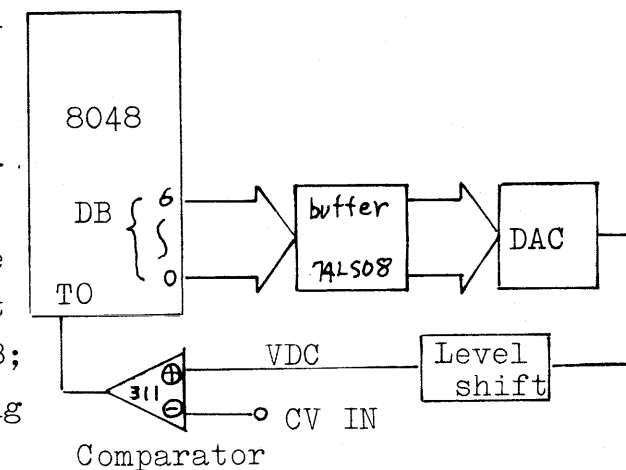 8048
DB
6
0
TO
buffer
74LS08
DAC
VDC
Level
shift
311
+
−
CV IN
Comparator